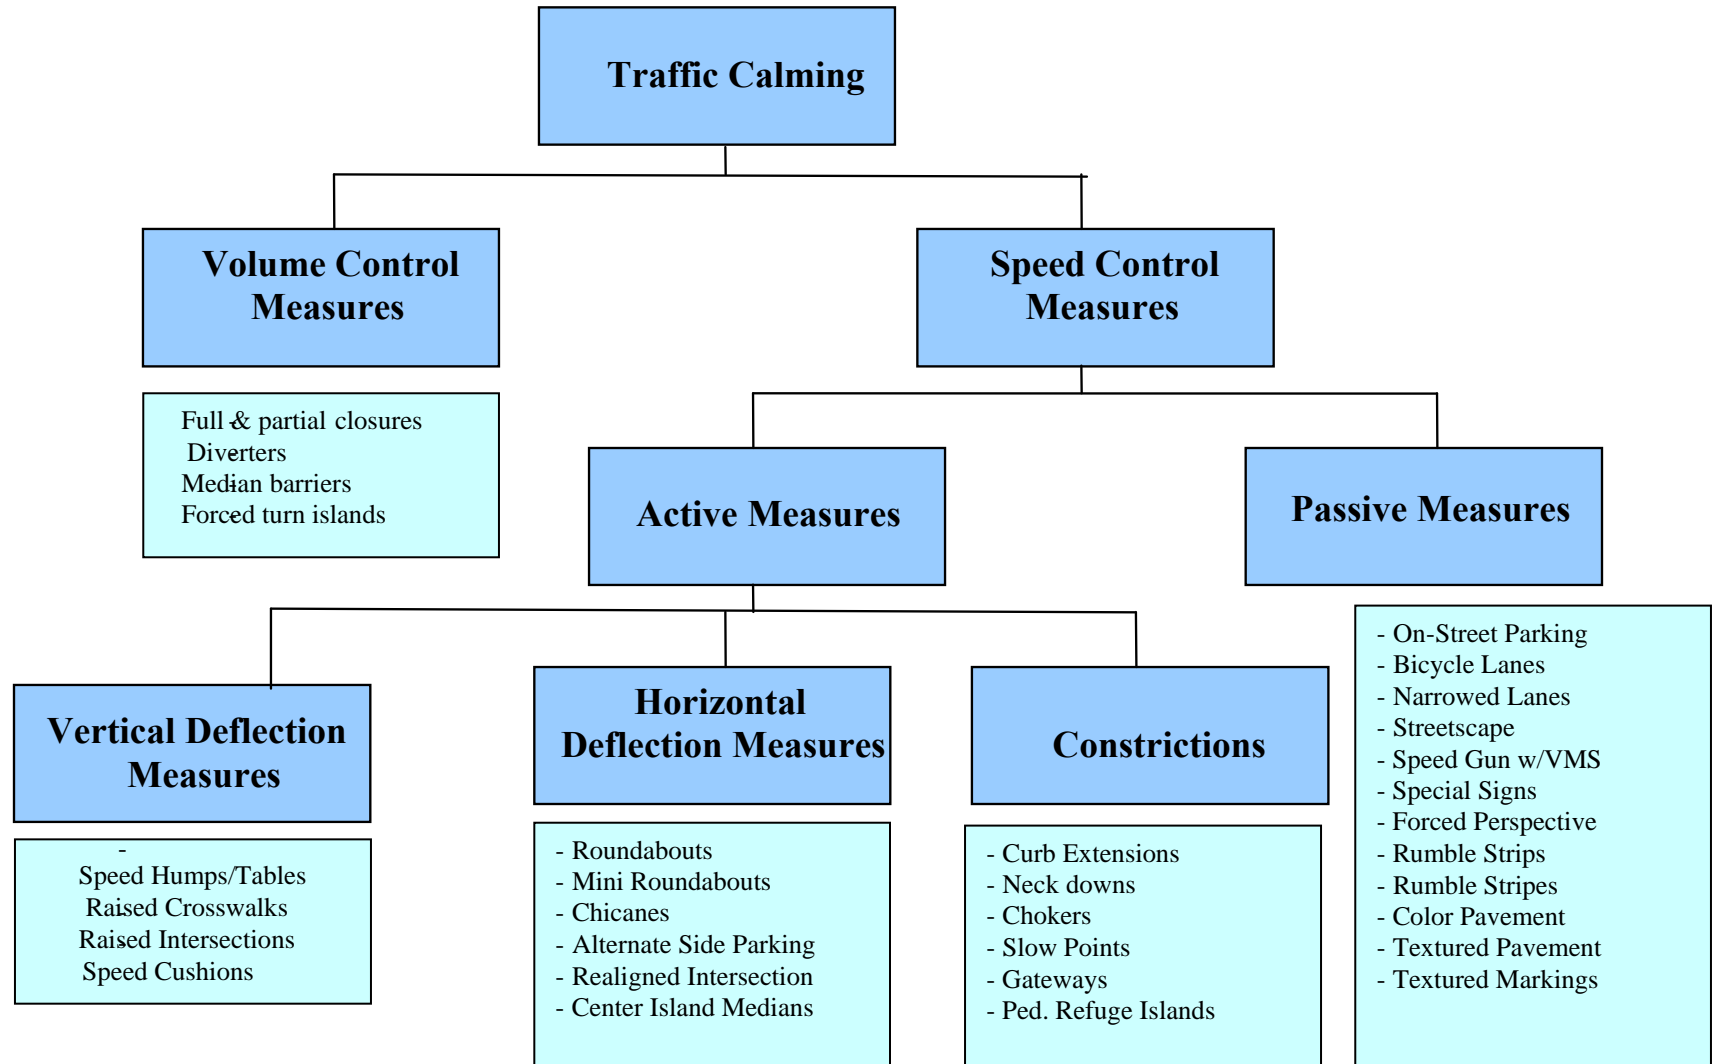 Traffic Calming
Volume Control
Measures
Speed Control
Measures
Full & partial closures
Diverters
Median barriers
Forced turn islands
Active Measures
Passive Measures
Vertical Deflection
Measures
Horizontal
Deflection Measures
Constrictions
-
Speed Humps/Tables
Raised Crosswalks
Raised Intersections
Speed Cushions
- Roundabouts
- Mini Roundabouts
- Chicanes
- Alternate Side Parking
- Realigned Intersection
- Center Island Medians
- Curb Extensions
- Neck downs
- Chokers
- Slow Points
- Gateways
- Ped. Refuge Islands
- On-Street Parking
- Bicycle Lanes
- Narrowed Lanes
- Streetscape
- Speed Gun w/VMS
- Special Signs
- Forced Perspective
- Rumble Strips
- Rumble Stripes
- Color Pavement
- Textured Pavement
- Textured Markings